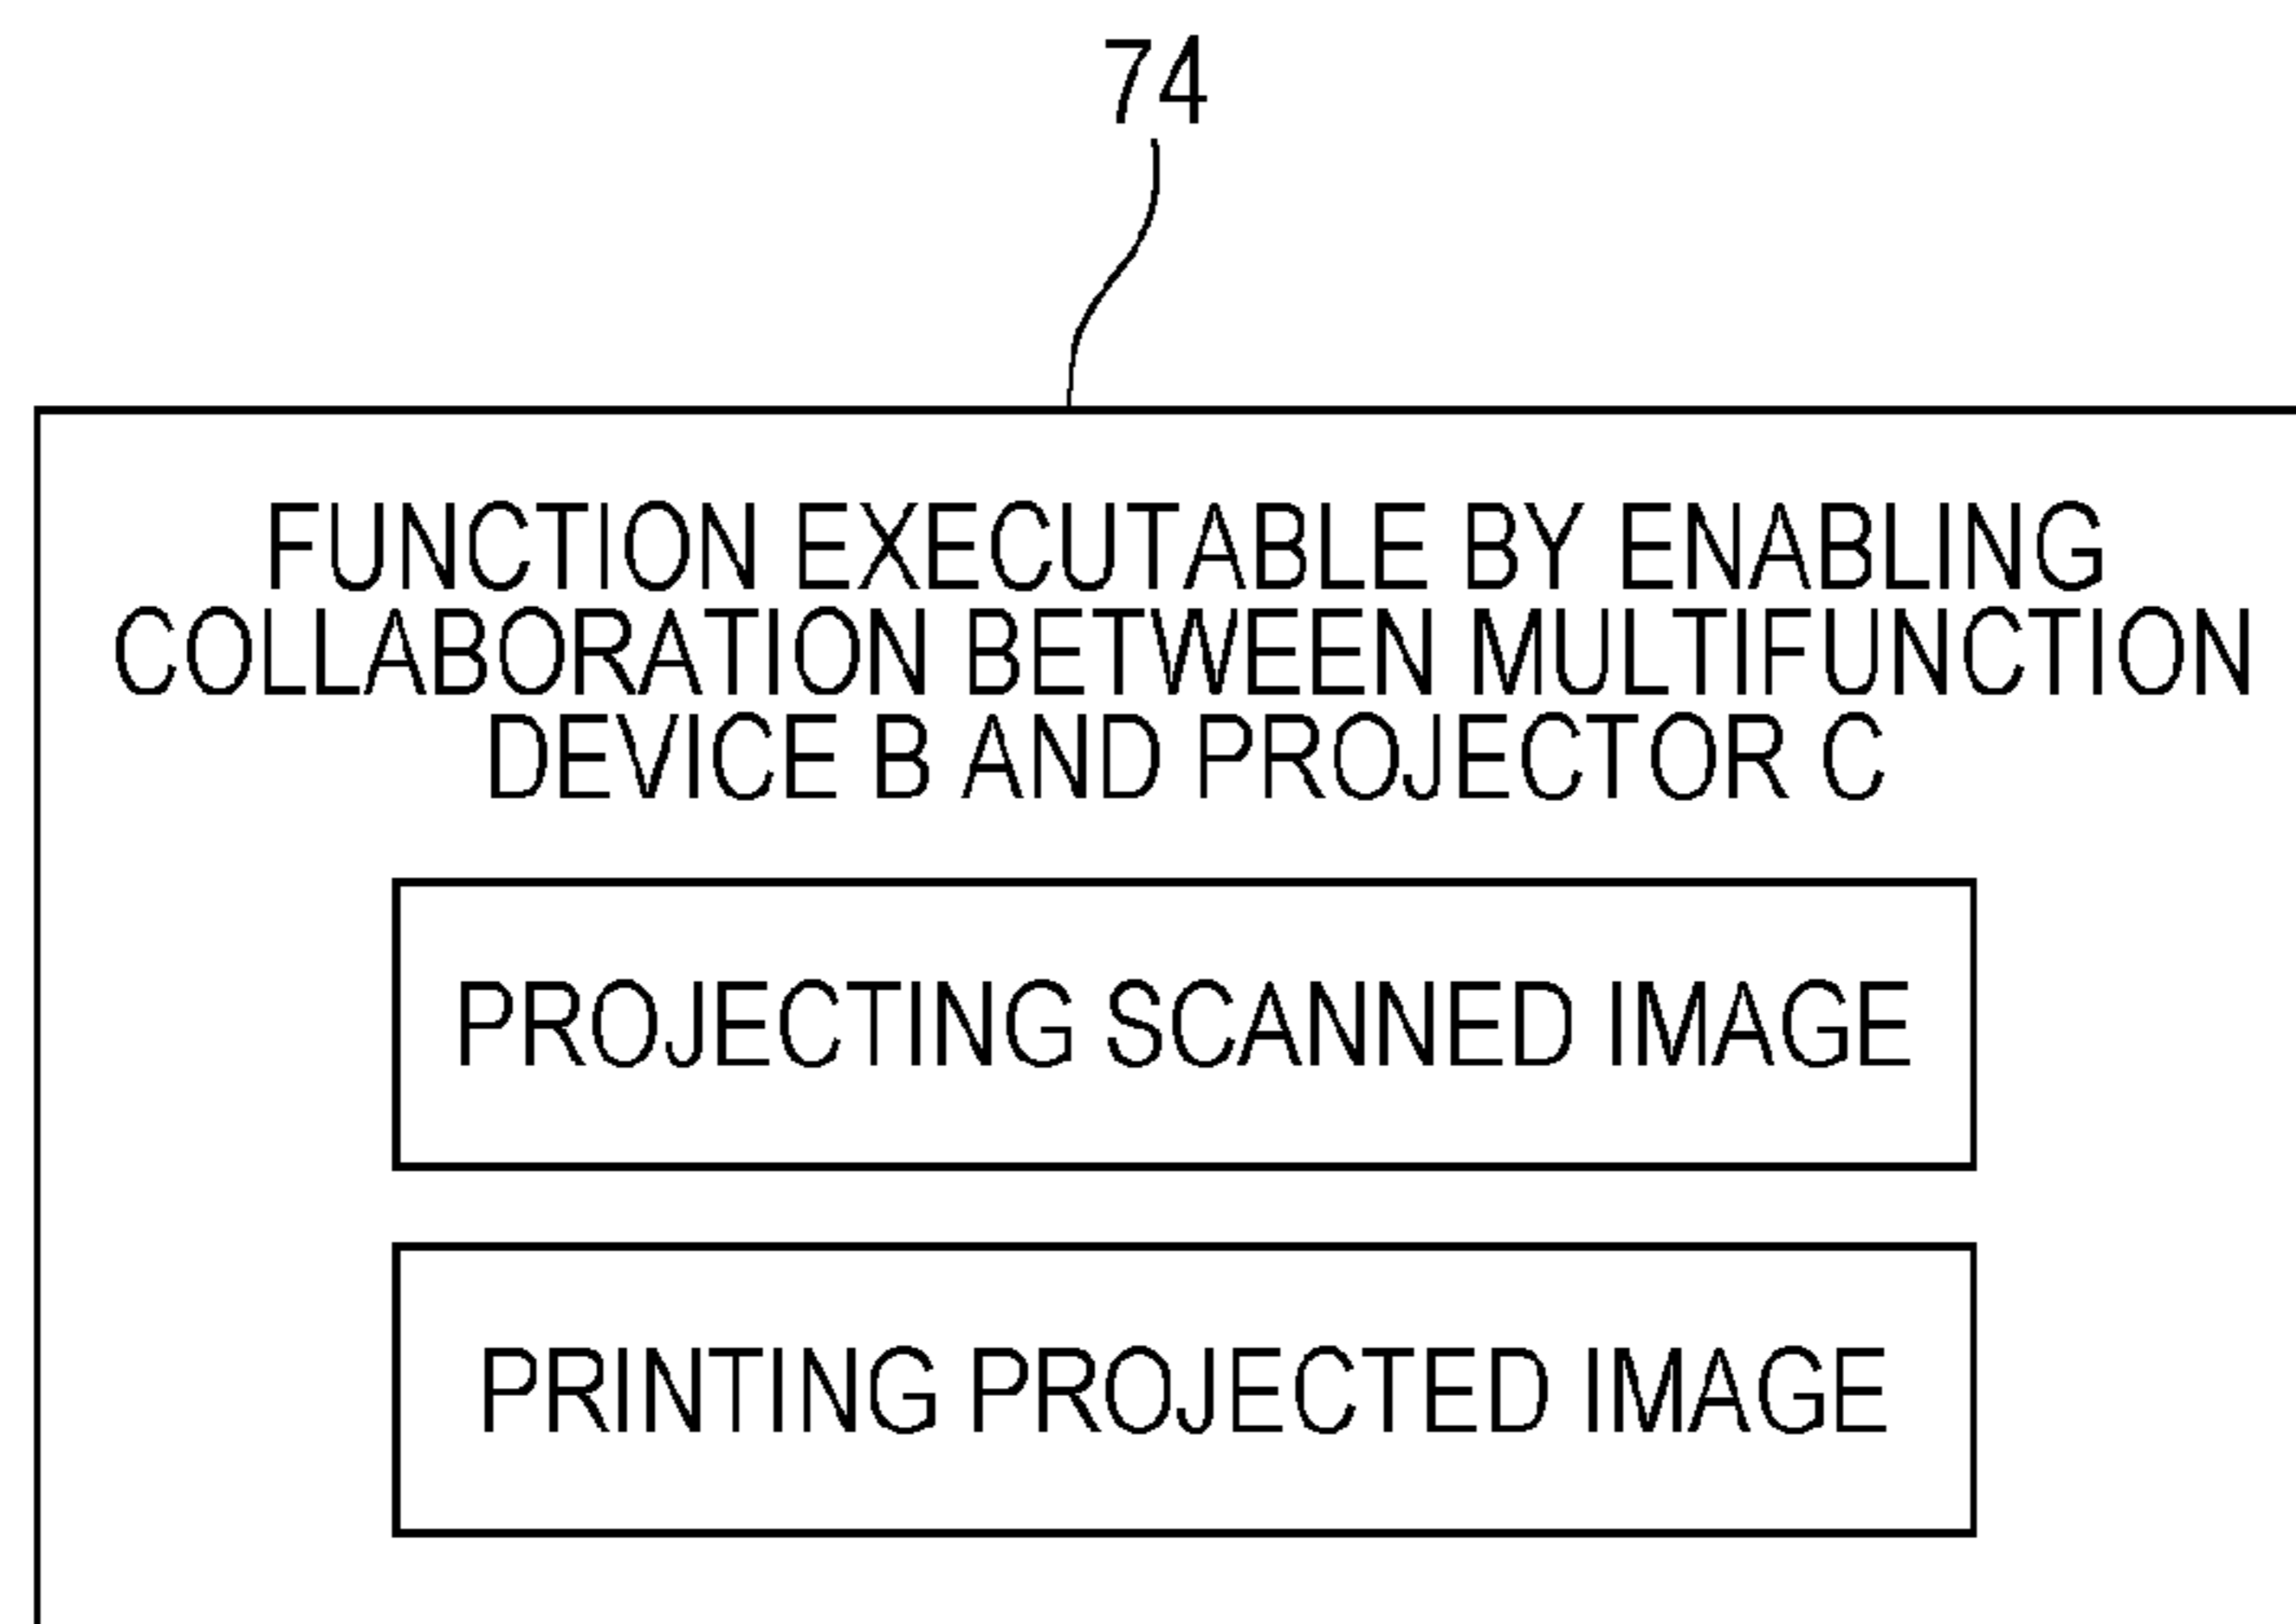 74
FUNCTION EXECUTABLE BY ENABLING
COLLABORATION BETWEEN MULTIFUNCTION
DEVICE B AND PROJECTOR C
PROJECTING SCANNED IMAGE
PRINTING PROJECTED IMAGE